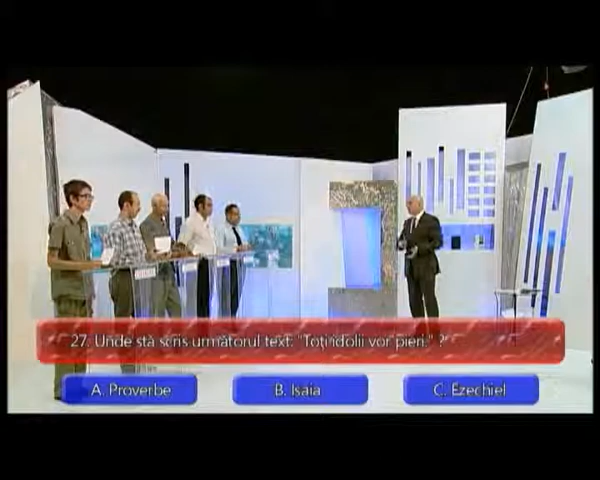 27. Unde stă scris următorul text: "Toți idolii vor pieri." ?
A. Proverbe
B. Isaia
C. Ezechiel